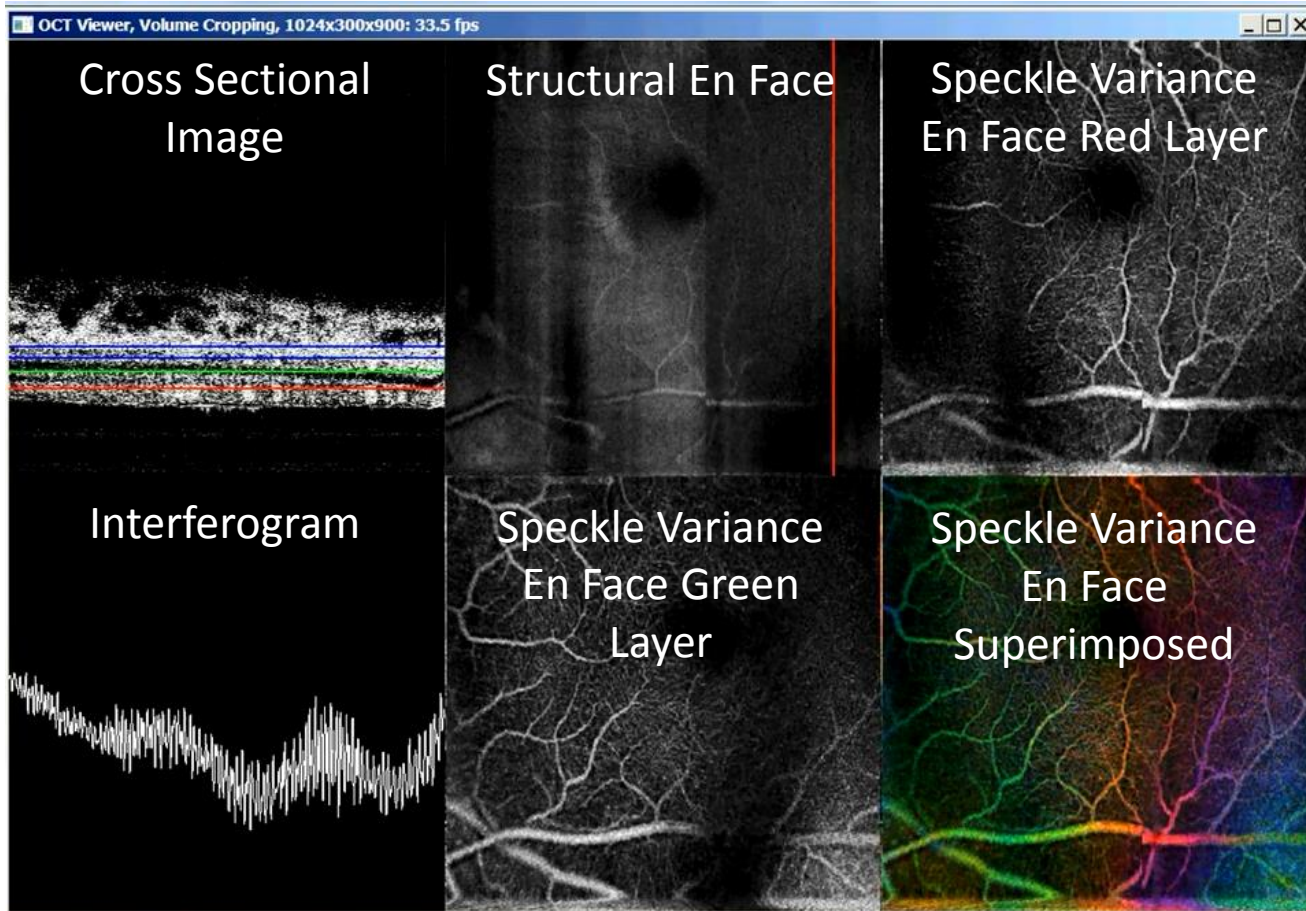 OCT Viewer, Volume Cropping, 1024x300x900: 33.5 fps
Cross Sectional
Image
Structural En Face
Speckle Variance
En Face Red Layer
Interferogram
Speckle Variance
En Face Green
Layer
Speckle Variance
En Face
Superimposed